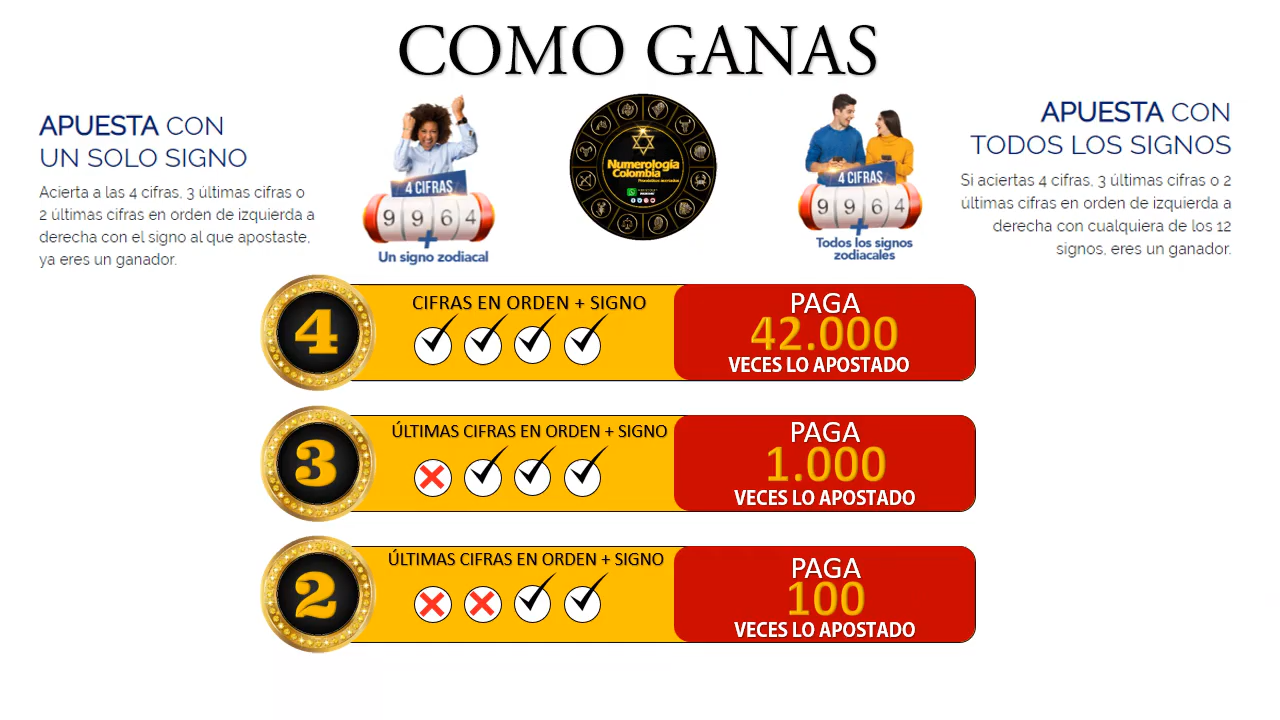 COMO GANAS
APUESTA CON
UN SOLO SIGNO
Acierta a las 4 cifras, 3 últimas cifras o
2 últimas cifras en orden de izquierda a
derecha con el signo al que apostaste,
ya eres un ganador.
4 CIFRAS
9 9 6 4
+
Un signo zodiacal
Numerología
Colombia
APUESTA CON
TODOS LOS SIGNOS
Si aciertas 4 cifras, 3 últimas cifras o 2
últimas cifras en orden de izquierda a
derecha con cualquiera de los 12
signos, eres un ganador.
4 CIFRAS
9 9 6 4
+
Todos los signos
zodiacales
4
CIFRAS EN ORDEN + SIGNO
PAGA
42.000
VECES LO APOSTADO
3
ÚLTIMAS CIFRAS EN ORDEN + SIGNO
PAGA
1.000
VECES LO APOSTADO
2
ÚLTIMAS CIFRAS EN ORDEN + SIGNO
PAGA
100
VECES LO APOSTADO